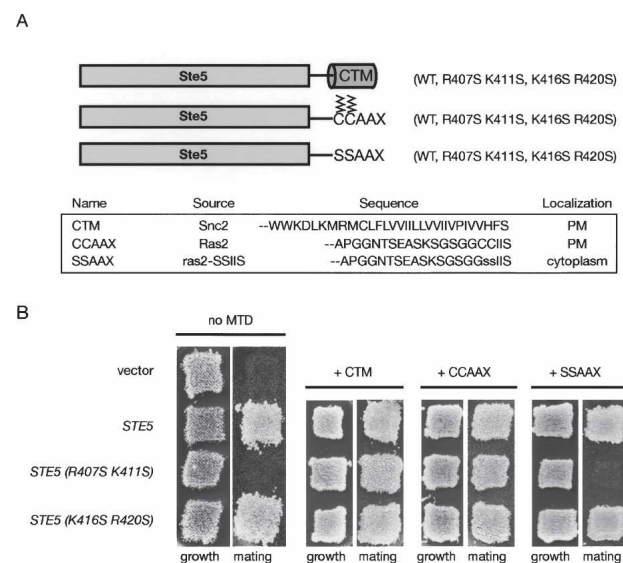 A
Ste5 CTM (WT, R407S K411S, K416S R420S)
Ste5 CCAAX (WT, R407S K411S, K416S R420S)
Ste5 SSAAX (WT, R407S K411S, K416S R420S)
Name Source Sequence Localization
CTM Snc2 --WWKDLKMRMCLFLVVIILLVVIIVPIVVHFS PM
CCAAX Ras2 --APGGNTSEASKSGSGGCCIIS PM
SSAAX ras2-SSIIS --APGGNTSEASKSGSGGssIIS cytoplasm
B
no MTD
vector
+ CTM + CCAAX + SSAAX
STE5
STE5 (R407S K411S)
STE5 (K416S R420S)
growth mating growth mating growth mating growth mating